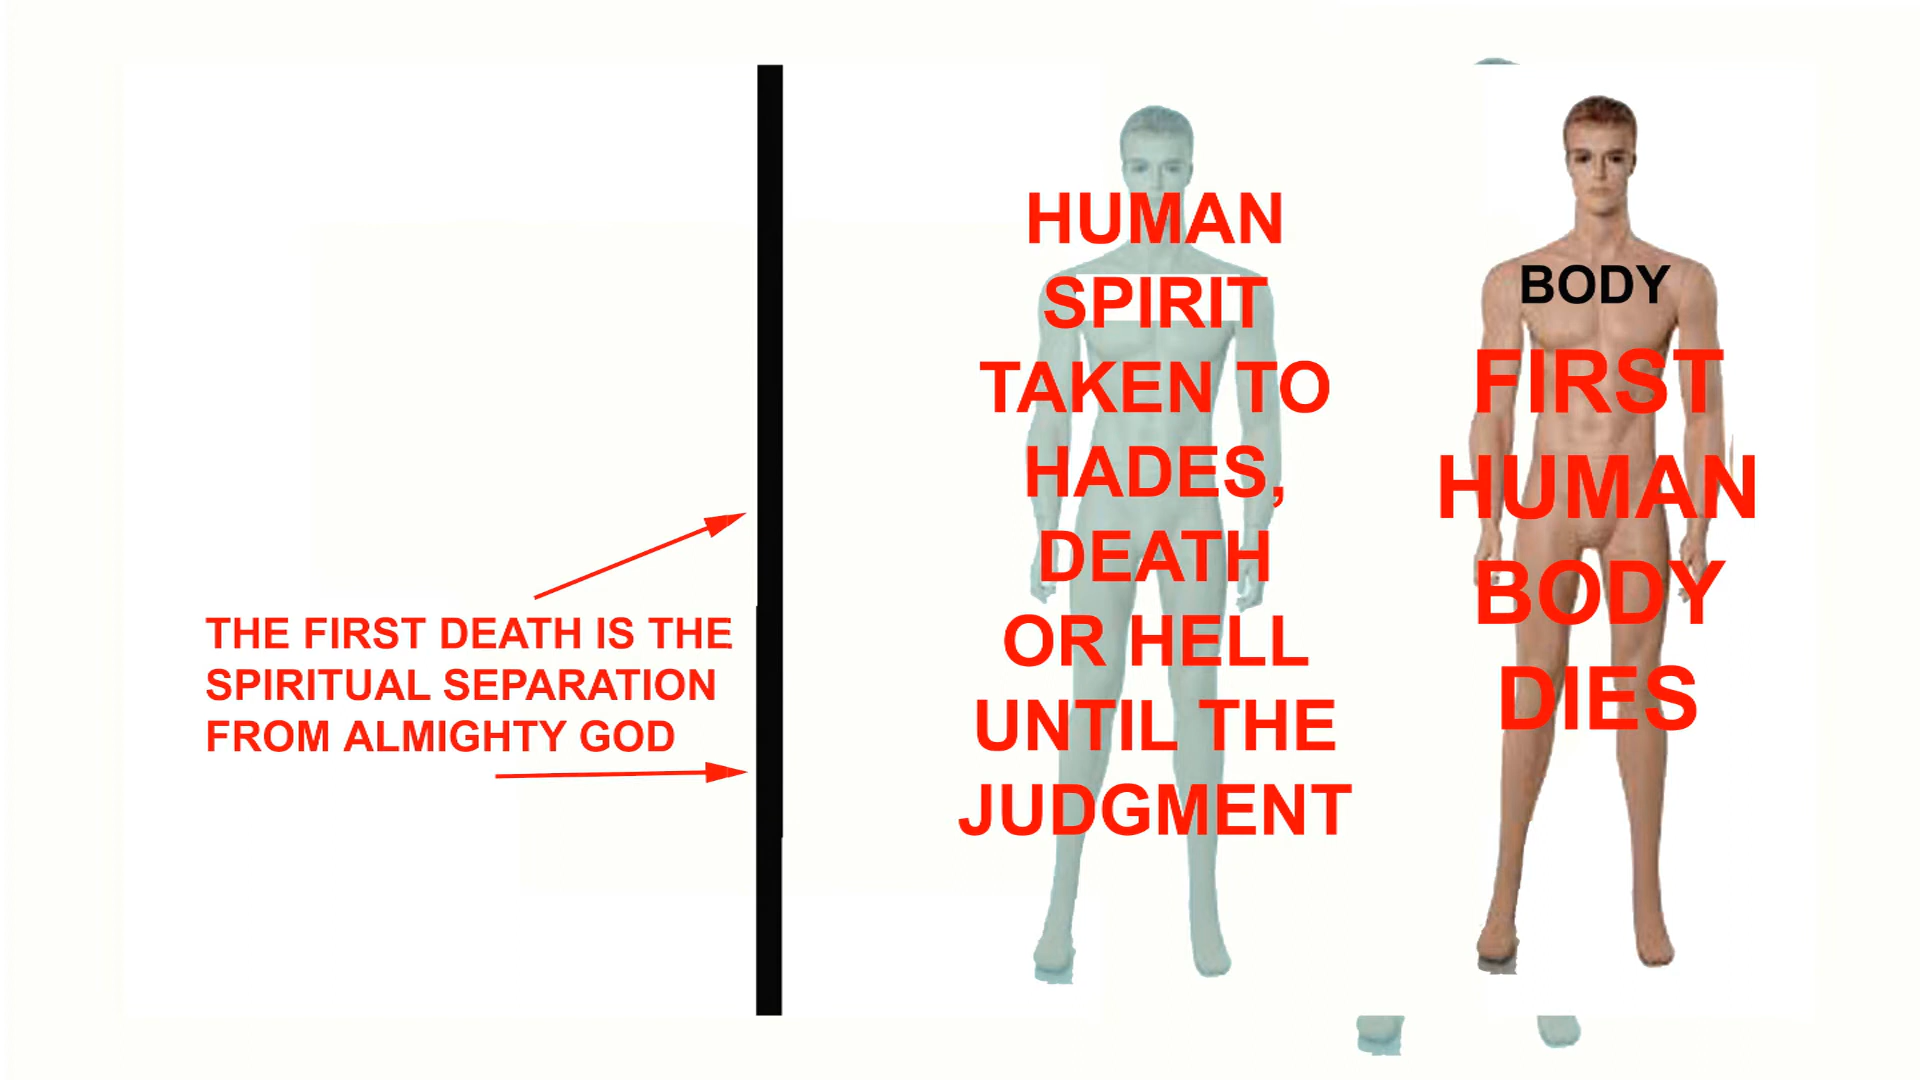 THE FIRST DEATH IS THE
SPIRITUAL SEPARATION
FROM ALMIGHTY GOD
HUMAN
SPIRIT
TAKEN TO
HADES,
DEATH
OR HELL
UNTIL THE
JUDGMENT
BODY
FIRST
HUMAN
BODY
DIES